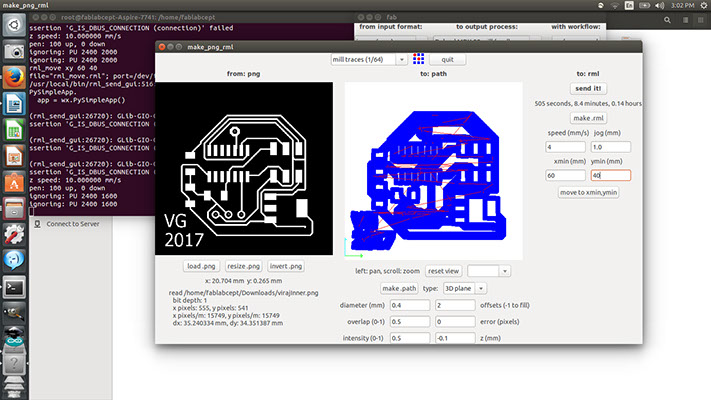 make_png_rml
En
3:02 PM
root@fablabcept-Aspire-7741: /home/fablabcept
ssertion 'G_IS_DBUS_CONNECTION (connection)' failed
z speed: 10.000000 mm/s
pen: 100 up, 0 down
ignoring: PU 2400 2000
ignoring: PU 2400 2000
rml_move xy 60 40
file="rml_move.rml"; port=/dev/
/usr/local/bin/rml_send_gui:516
PySimpleApp.
app = wx.PySimpleApp()
(rml_send_gui:26720): GLib-GIO-
ssertion 'G_IS_DBUS_CONNECTION
(rml_send_gui:26720): GLib-GIO-
ssertion 'G_IS_DBUS_CONNECTION
(rml_send_gui:26720): GLib-GIO-
ssertion 'G_IS_DBUS_CONNECTION
z speed: 10.000000 mm/s
pen: 100 up, 0 down
ignoring: PU 2400 1600
ignoring: PU 2400 1600
Connect to Server
fab
from input format:
to output process:
with workflow:
make_png_rml
mill traces (1/64)
quit
from: png
to: path
to: rml
send it!
505 seconds, 8.4 minutes, 0.14 hours
make .rml
speed (mm/s)
jog (mm)
4
1.0
xmin (mm)
ymin (mm)
60
40
move to xmin,ymin
VG
2017
load .png
resize .png
invert .png
x: 20.704 mm y: 0.265 mm
read /home/fablabcept/Downloads/virajInner.png
bit depth: 1
x pixels: 555, y pixels: 541
x pixels/m: 15749, y pixels/m: 15749
dx: 35.240334 mm, dy: 34.351387 mm
left: pan, scroll: zoom
reset view
make .path
type:
3D plane
diameter (mm)
0.4
2
offsets (-1 to fill)
overlap (0-1)
0.5
0
error (pixels)
intensity (0-1)
0.5
-0.1
z (mm)